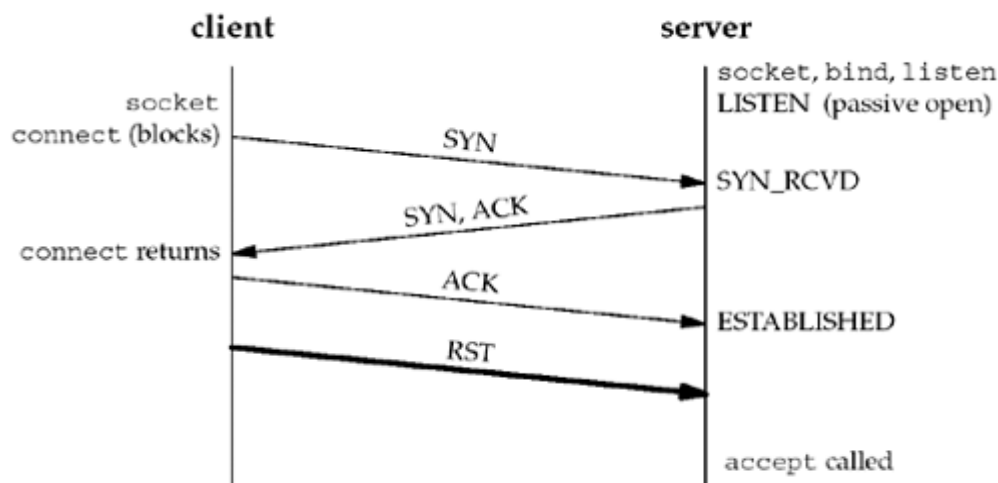 client
server
socket, bind, listen
LISTEN (passive open)
socket
connect (blocks)
SYN
SYN_RCVD
SYN, ACK
connect returns
ACK
ESTABLISHED
RST
accept called